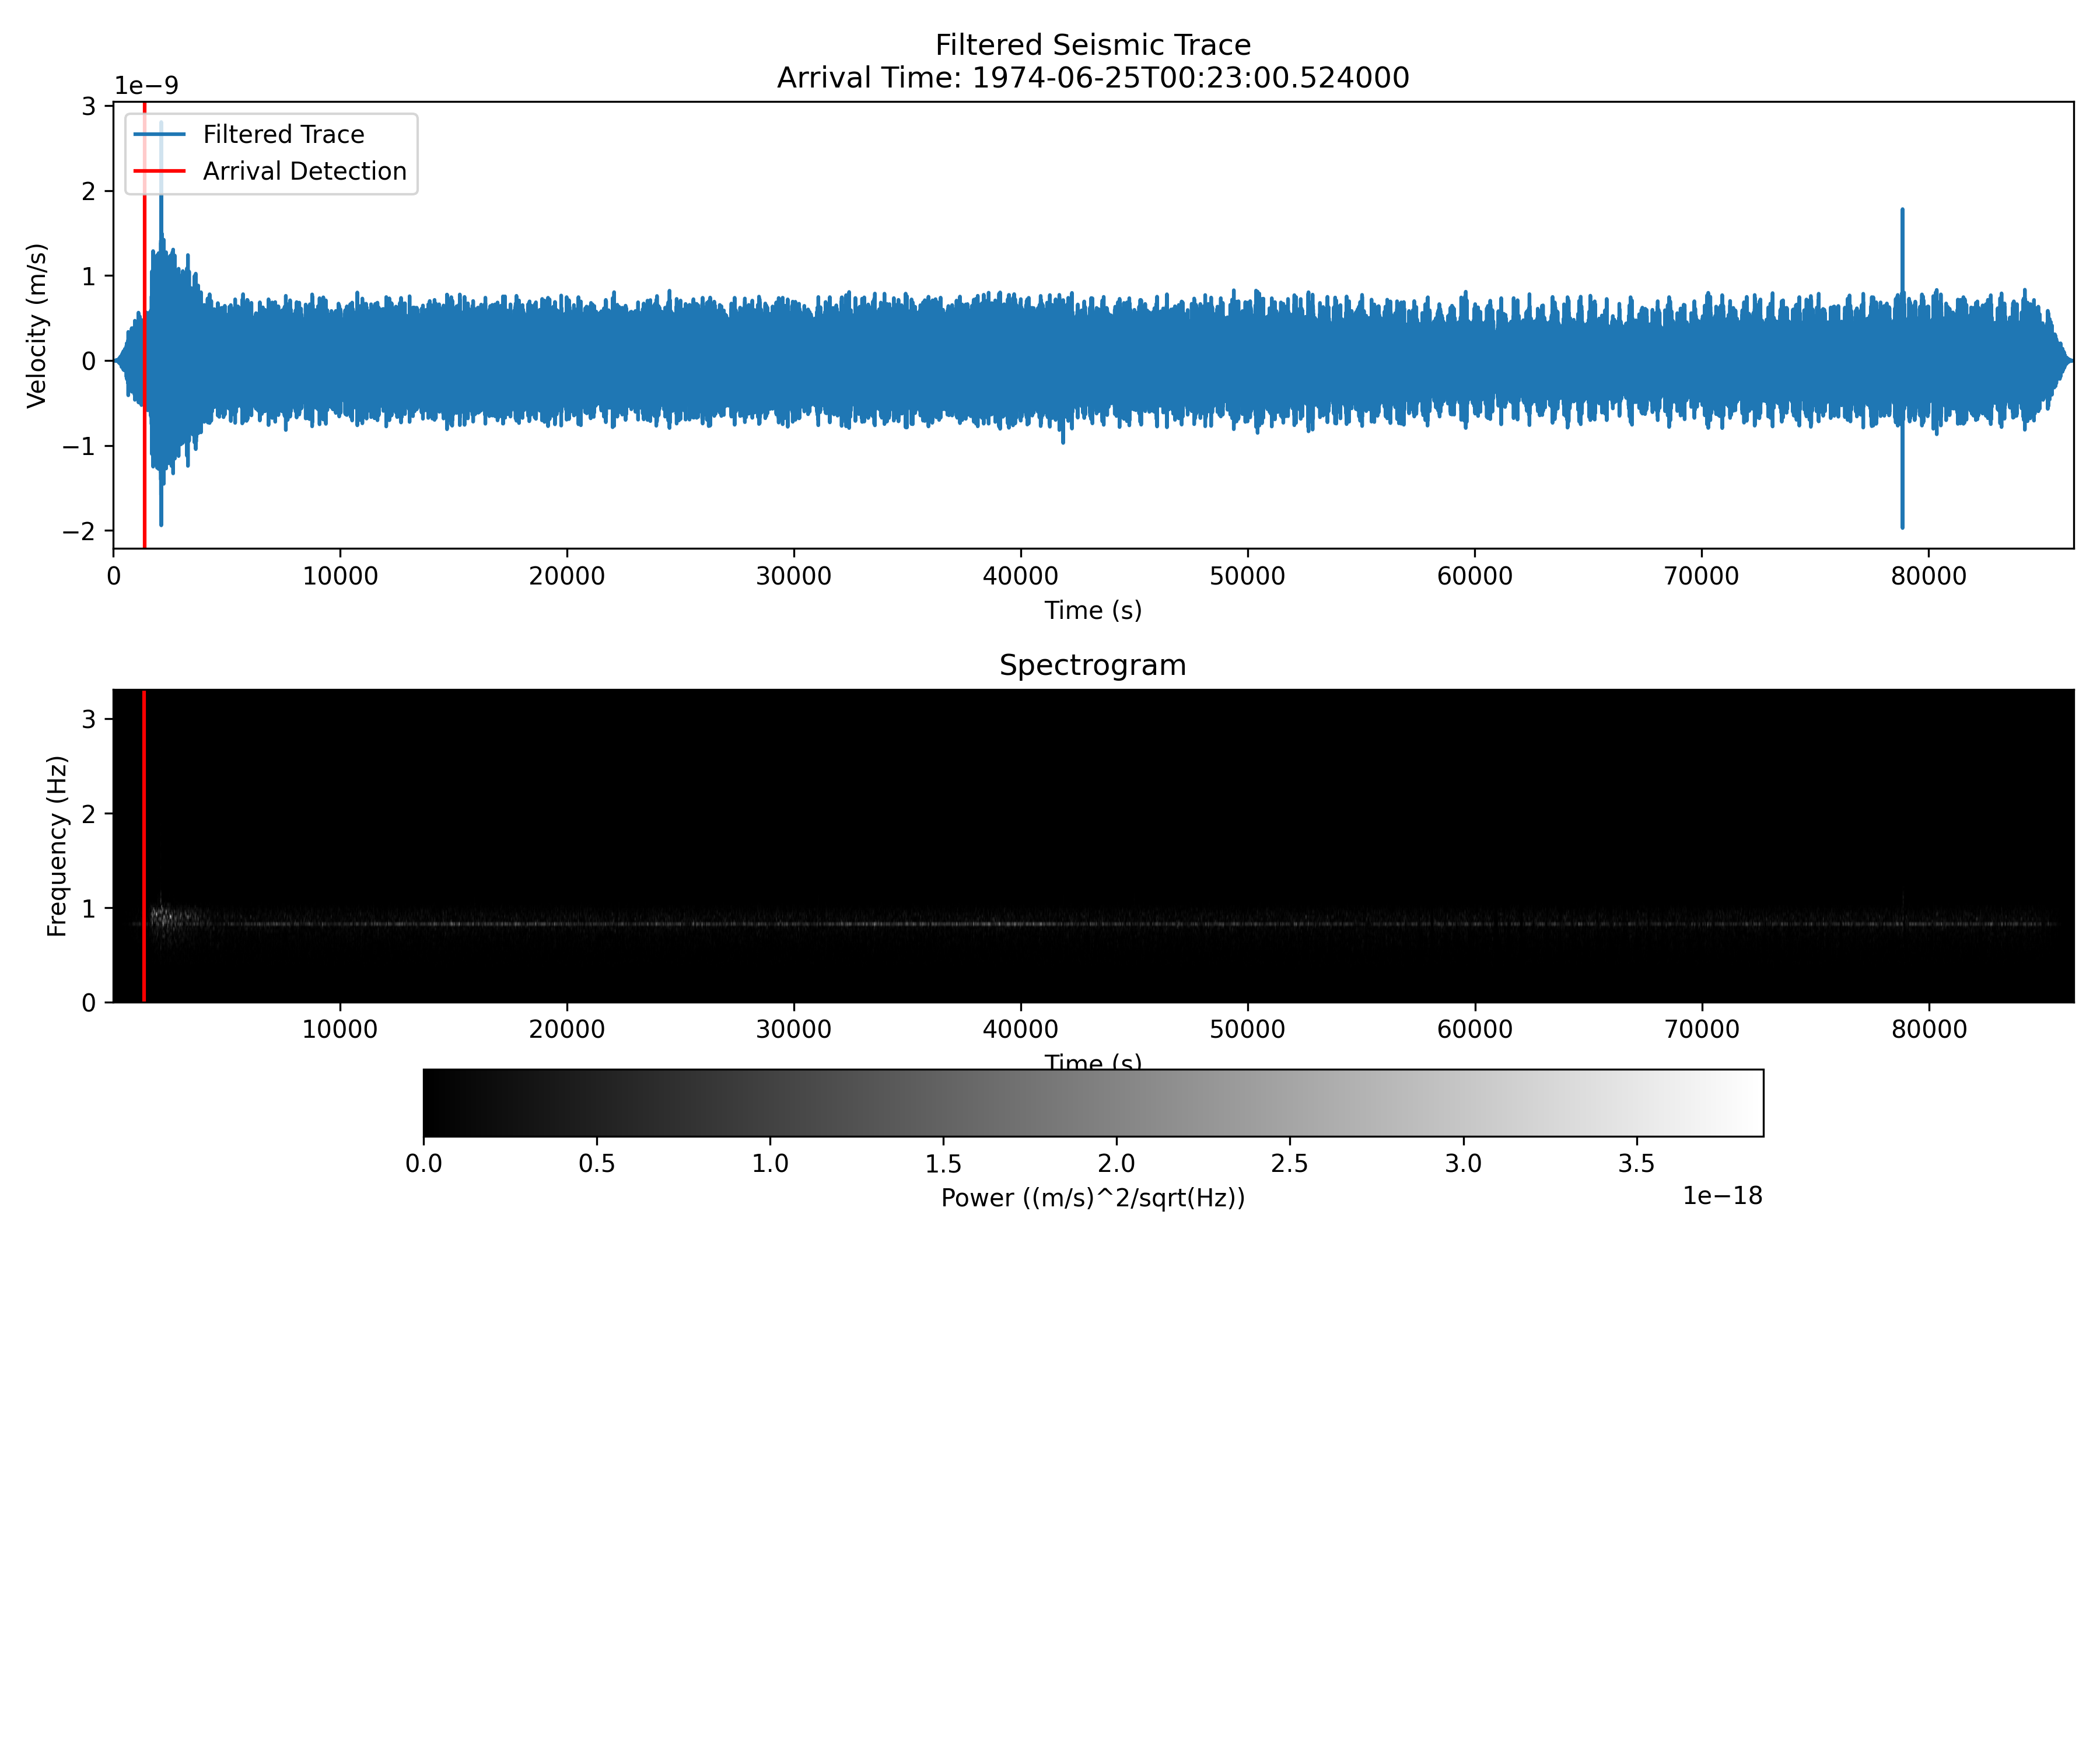 Filtered Seismic Trace
Arrival Time: 1974-06-25T00:23:00.524000
1e−9
3
2
1
0
−1
−2
Velocity (m/s)
Filtered Trace
Arrival Detection
0 10000 20000 30000 40000 50000 60000 70000 80000
Time (s)
Spectrogram
3
2
1
0
Frequency (Hz)
10000 20000 30000 40000 50000 60000 70000 80000
Time (s)
0.0 0.5 1.0 1.5 2.0 2.5 3.0 3.5
Power ((m/s)^2/sqrt(Hz))
1e−18